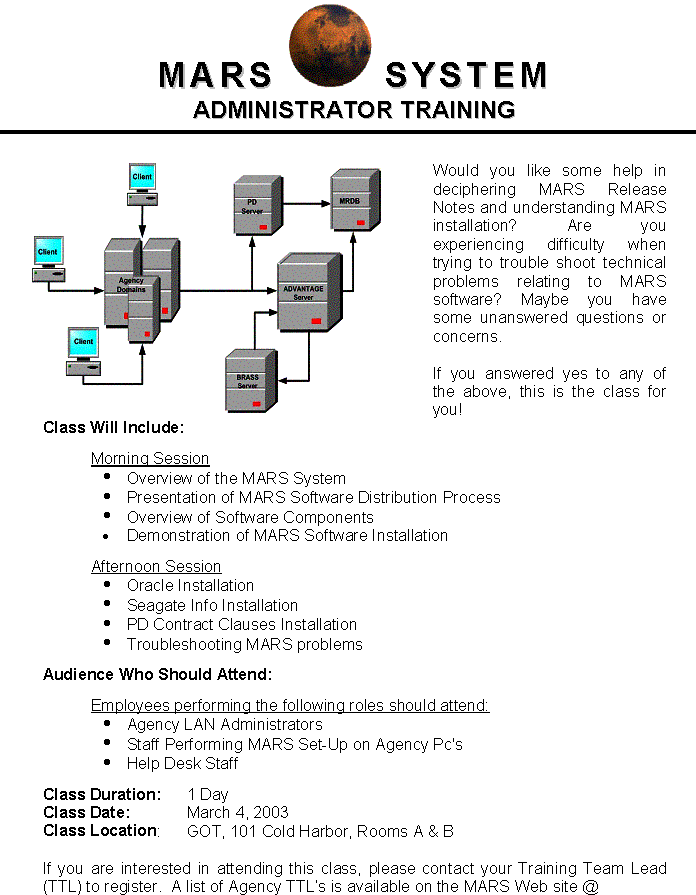 MARS SYSTEM
ADMINISTRATOR TRAINING
Client
Client
Client
Agency
Domains
PD
Server
MRDB
ADVANTAGE
Server
BRASS
Server
Would you like some help in
deciphering MARS Release
Notes and understanding MARS
installation? Are you
experiencing difficulty when
trying to trouble shoot technical
problems relating to MARS
software? Maybe you have
some unanswered questions or
concerns.
If you answered yes to any of
the above, this is the class for
you!
Class Will Include:
Morning Session
• Overview of the MARS System
• Presentation of MARS Software Distribution Process
• Overview of Software Components
• Demonstration of MARS Software Installation
Afternoon Session
• Oracle Installation
• Seagate Info Installation
• PD Contract Clauses Installation
• Troubleshooting MARS problems
Audience Who Should Attend:
Employees performing the following roles should attend:
• Agency LAN Administrators
• Staff Performing MARS Set-Up on Agency Pc's
• Help Desk Staff
Class Duration: 1 Day
Class Date: March 4, 2003
Class Location: GOT, 101 Cold Harbor, Rooms A & B
If you are interested in attending this class, please contact your Training Team Lead
(TTL) to register. A list of Agency TTL's is available on the MARS Web site @